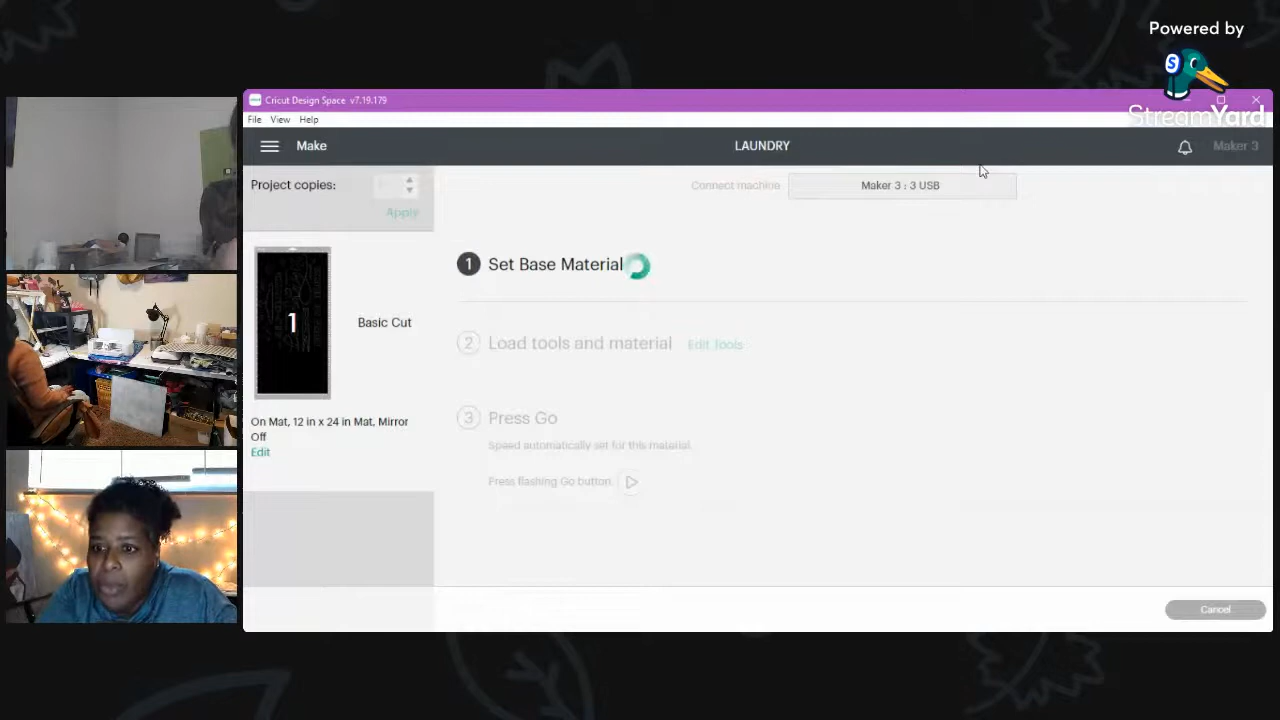 Powered by
S
StreamYard
Cricut Design Space v7.19.179
File View Help
Make
LAUNDRY
Maker 3
Project copies:
Apply
Connect machine
Maker 3 : 3 USB
1 Set Base Material
1
Basic Cut
2 Load tools and material Edit Tools
On Mat, 12 in x 24 in Mat, Mirror
Off
Edit
3 Press Go
Speed automatically set for this material.
Press flashing Go button.
Cancel